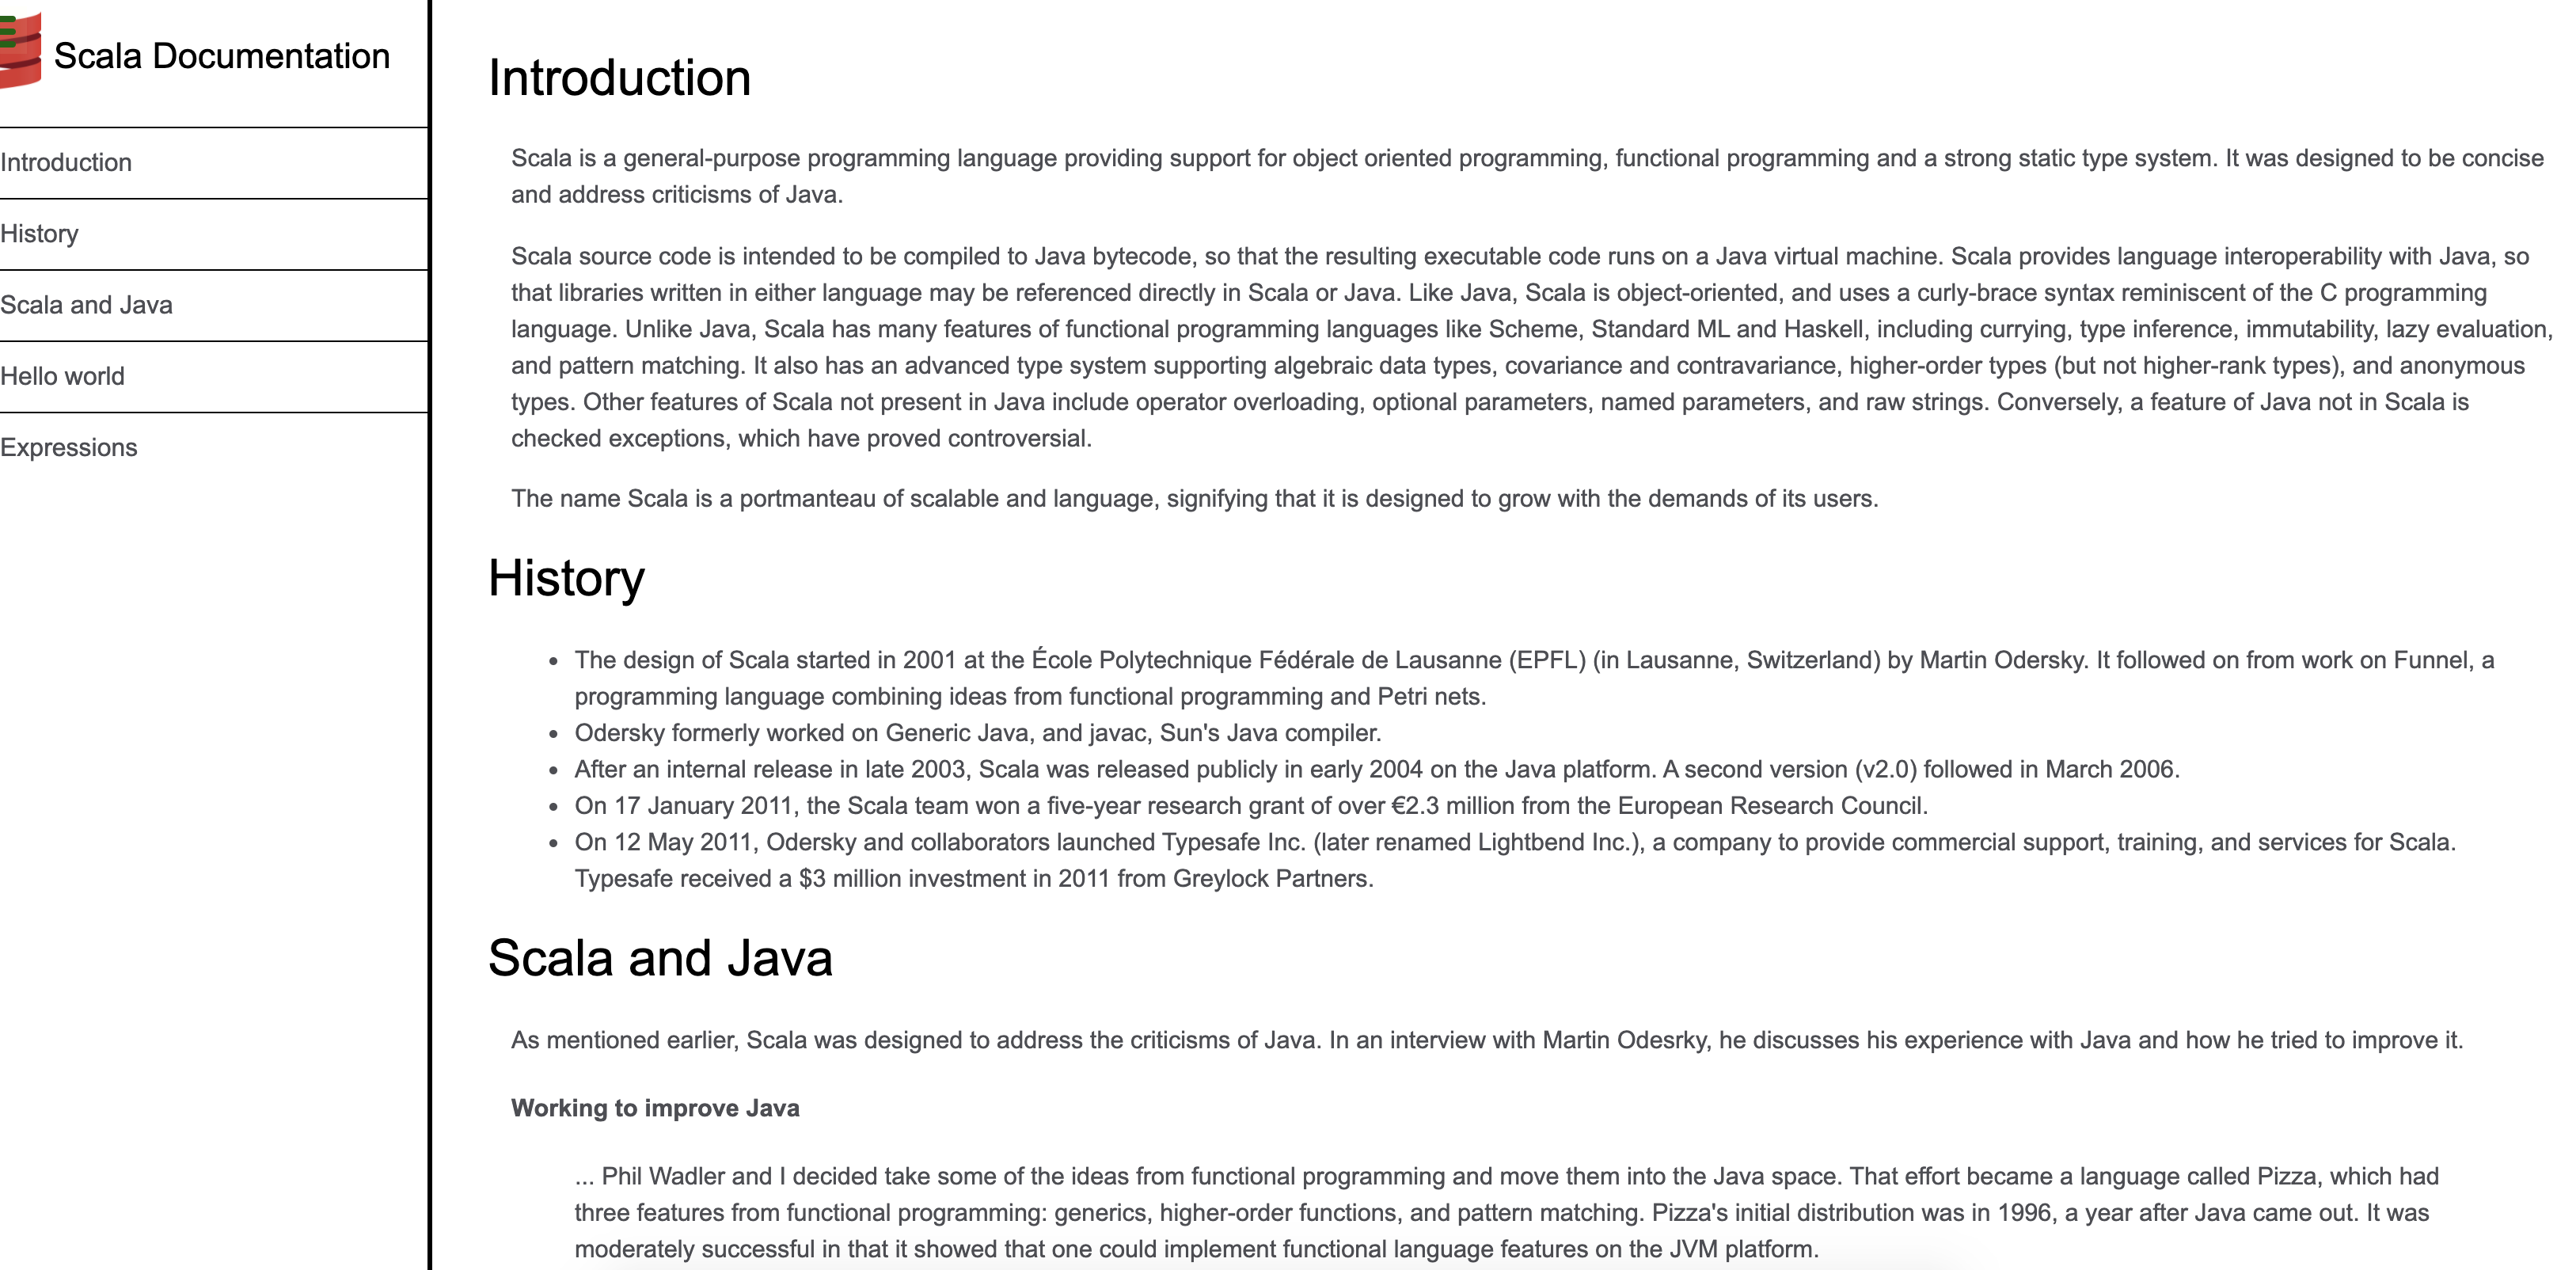 Scala Documentation
Introduction
History
Scala and Java
Hello world
Expressions
Introduction
Scala is a general-purpose programming language providing support for object oriented programming, functional programming and a strong static type system. It was designed to be concise
and address criticisms of Java.
Scala source code is intended to be compiled to Java bytecode, so that the resulting executable code runs on a Java virtual machine. Scala provides language interoperability with Java, so
that libraries written in either language may be referenced directly in Scala or Java. Like Java, Scala is object-oriented, and uses a curly-brace syntax reminiscent of the C programming
language. Unlike Java, Scala has many features of functional programming languages like Scheme, Standard ML and Haskell, including currying, type inference, immutability, lazy evaluation,
and pattern matching. It also has an advanced type system supporting algebraic data types, covariance and contravariance, higher-order types (but not higher-rank types), and anonymous
types. Other features of Scala not present in Java include operator overloading, optional parameters, named parameters, and raw strings. Conversely, a feature of Java not in Scala is
checked exceptions, which have proved controversial.
The name Scala is a portmanteau of scalable and language, signifying that it is designed to grow with the demands of its users.
History
• The design of Scala started in 2001 at the École Polytechnique Fédérale de Lausanne (EPFL) (in Lausanne, Switzerland) by Martin Odersky. It followed on from work on Funnel, a
programming language combining ideas from functional programming and Petri nets.
• Odersky formerly worked on Generic Java, and javac, Sun's Java compiler.
• After an internal release in late 2003, Scala was released publicly in early 2004 on the Java platform. A second version (v2.0) followed in March 2006.
• On 17 January 2011, the Scala team won a five-year research grant of over €2.3 million from the European Research Council.
• On 12 May 2011, Odersky and collaborators launched Typesafe Inc. (later renamed Lightbend Inc.), a company to provide commercial support, training, and services for Scala.
Typesafe received a $3 million investment in 2011 from Greylock Partners.
Scala and Java
As mentioned earlier, Scala was designed to address the criticisms of Java. In an interview with Martin Odesrky, he discusses his experience with Java and how he tried to improve it.
Working to improve Java
... Phil Wadler and I decided take some of the ideas from functional programming and move them into the Java space. That effort became a language called Pizza, which had
three features from functional programming: generics, higher-order functions, and pattern matching. Pizza's initial distribution was in 1996, a year after Java came out. It was
moderately successful in that it showed that one could implement functional language features on the JVM platform.